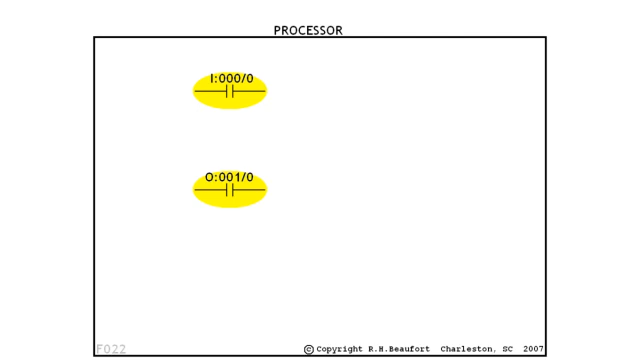 PROCESSOR
I:000/0
O:001/0
F022
© Copyright R.H.Beaufort Charleston, SC 2007